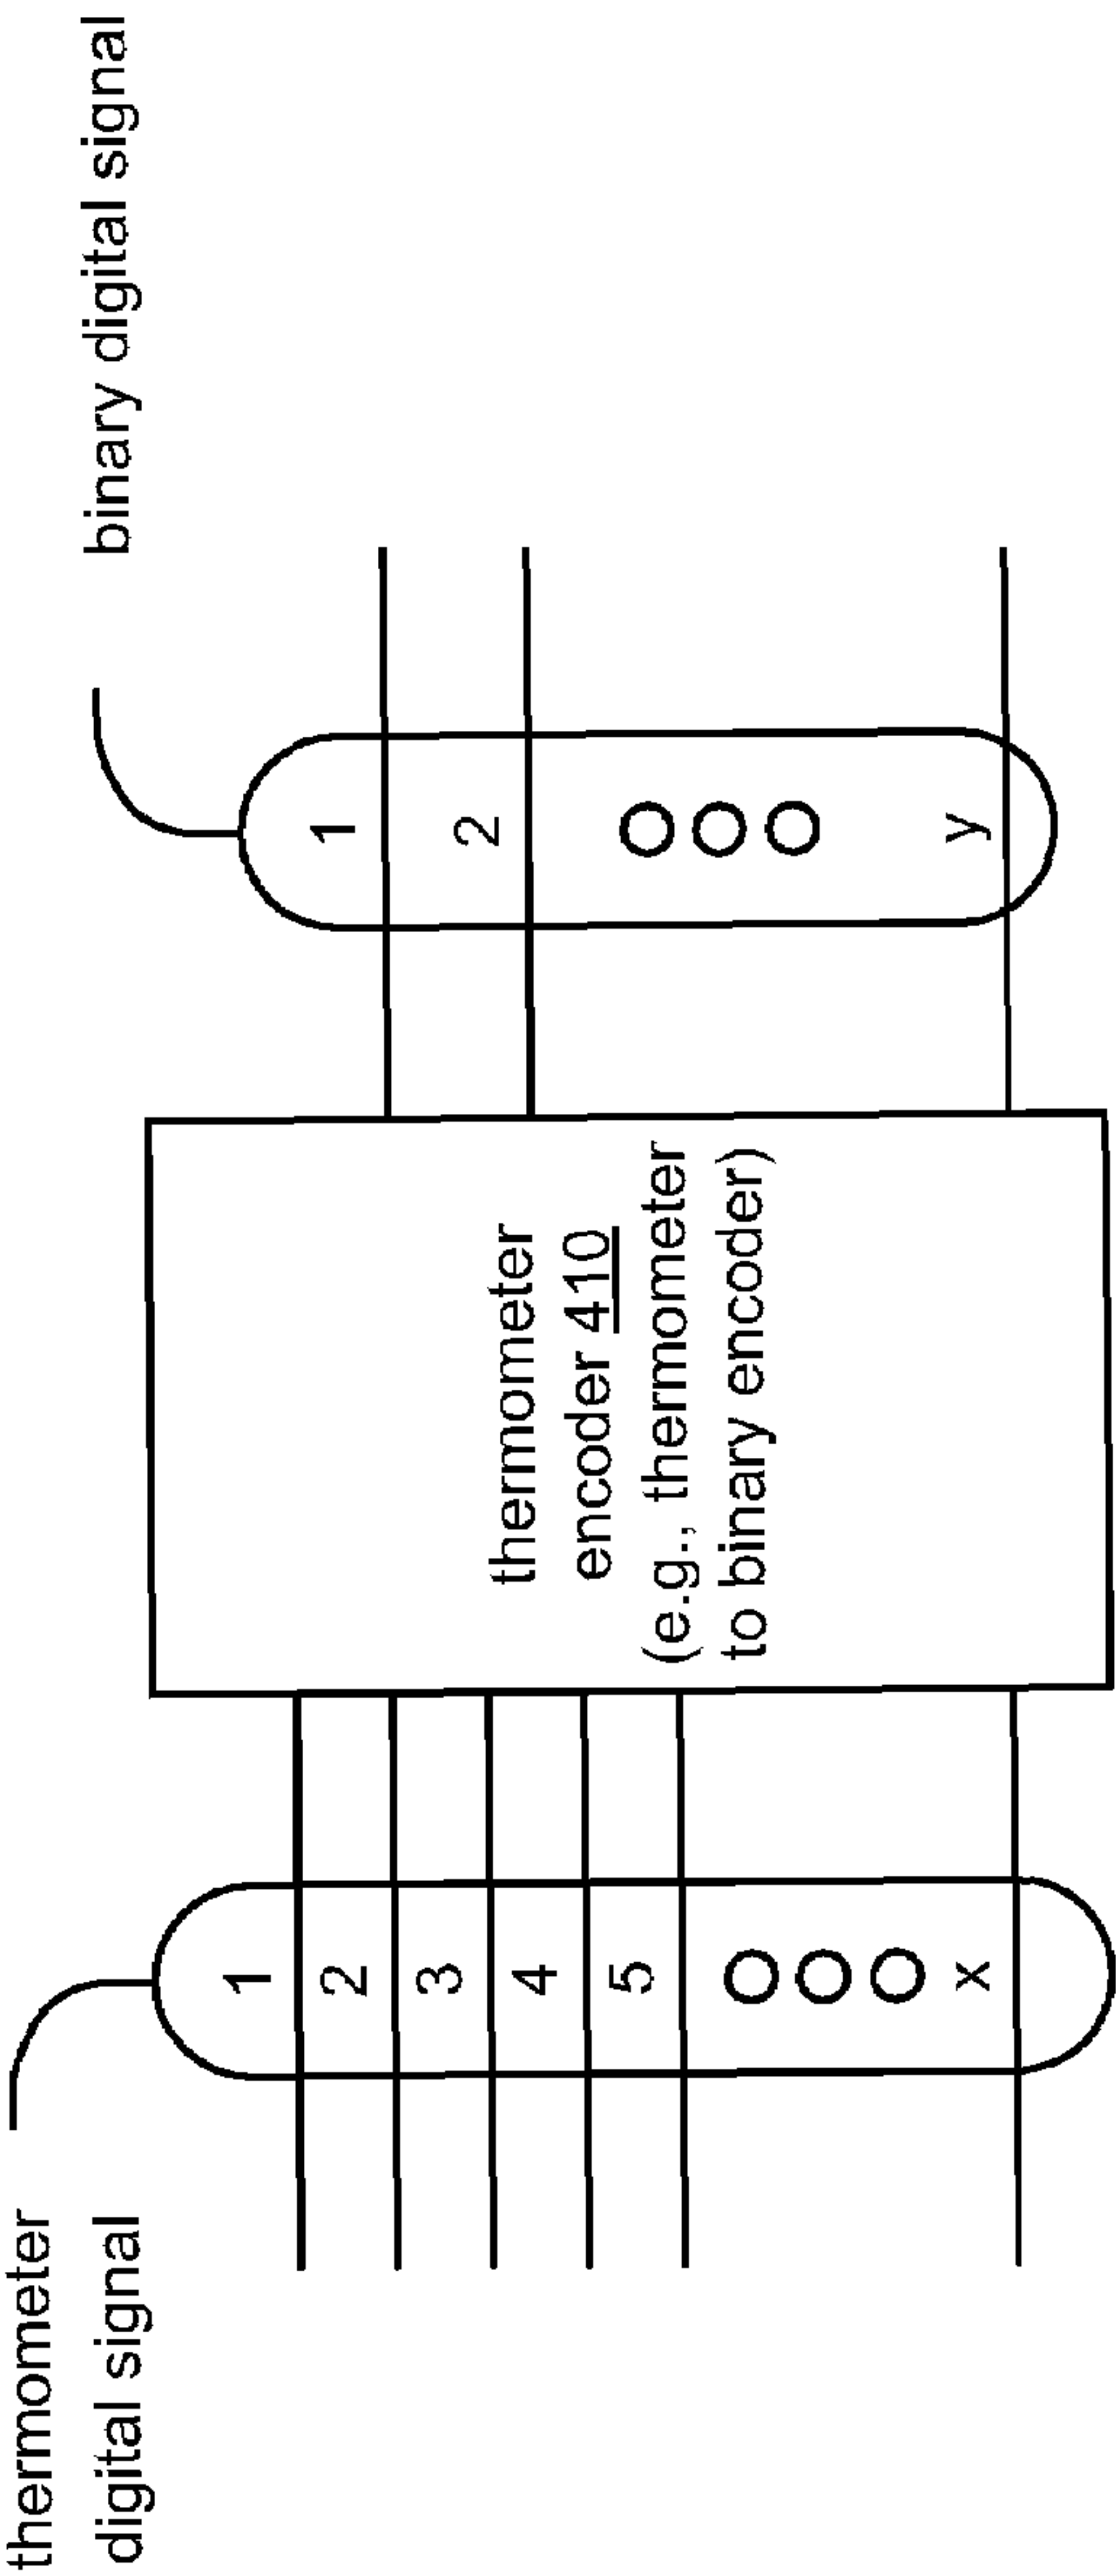 thermometer
digital signal
1
2
3
4
5
x
thermometer
encoder 410
(e.g., thermometer
to binary encoder)
binary digital signal
1
2
y